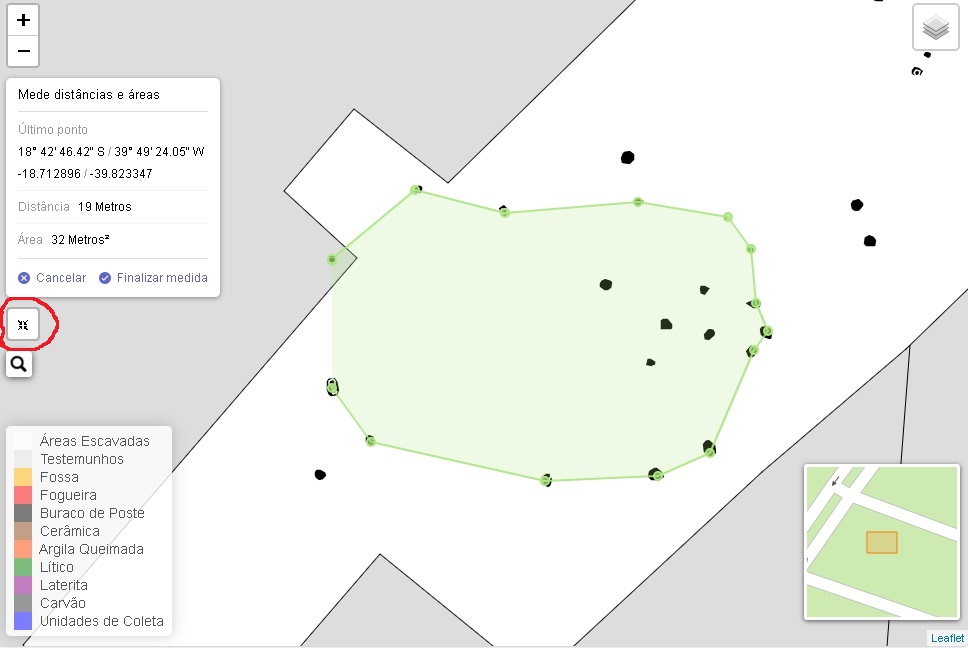 +
−
Mede distâncias e áreas
Último ponto
18° 42' 46.42" S / 39° 49' 24.05" W
-18.712896 / -39.823347
Distância 19 Metros
Área 32 Metros²
Cancelar Finalizar medida
Áreas Escavadas
Testemunhos
Fossa
Fogueira
Buraco de Poste
Cerâmica
Argila Queimada
Lítico
Laterita
Carvão
Unidades de Coleta
Leaflet